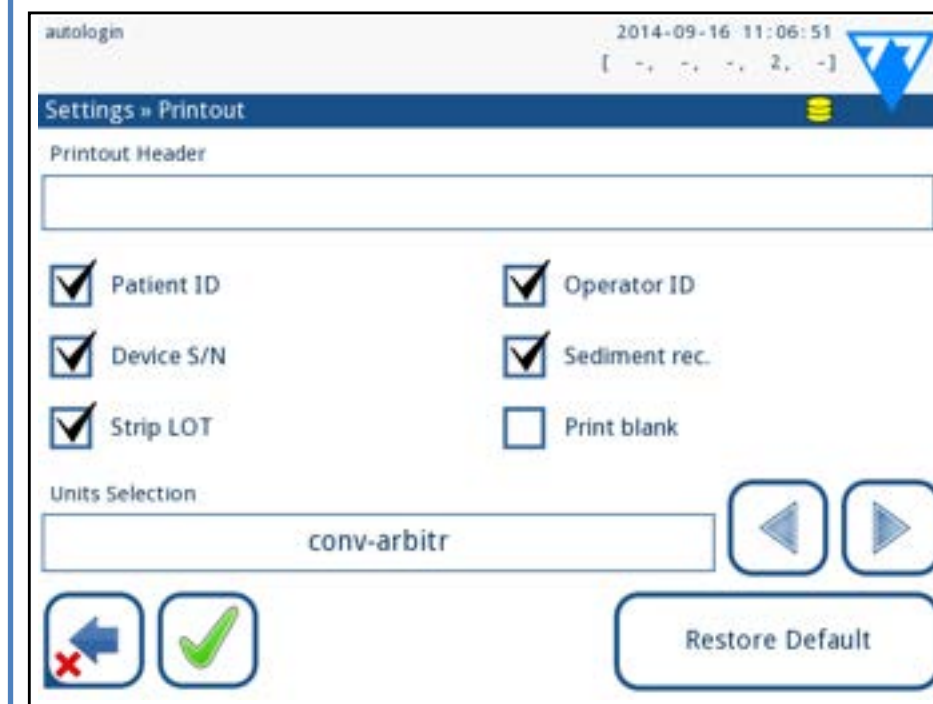 autologin 2014-09-16 11:06:51
[ -, -, -, 2, -]
Settings » Printout
Printout Header
Patient ID Operator ID
Device S/N Sediment rec.
Strip LOT Print blank
Units Selection
conv-arbitr
Restore Default